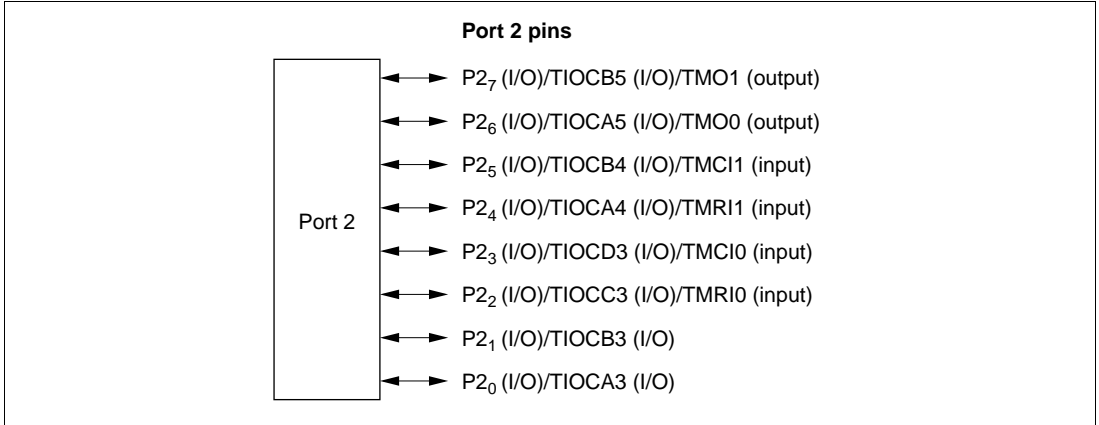 Port 2 pins
P2₇ (I/O)/TIOCB5 (I/O)/TMO1 (output)
P2₆ (I/O)/TIOCA5 (I/O)/TMO0 (output)
P2₅ (I/O)/TIOCB4 (I/O)/TMCI1 (input)
P2₄ (I/O)/TIOCA4 (I/O)/TMRI1 (input)
Port 2
P2₃ (I/O)/TIOCD3 (I/O)/TMCI0 (input)
P2₂ (I/O)/TIOCC3 (I/O)/TMRI0 (input)
P2₁ (I/O)/TIOCB3 (I/O)
P2₀ (I/O)/TIOCA3 (I/O)